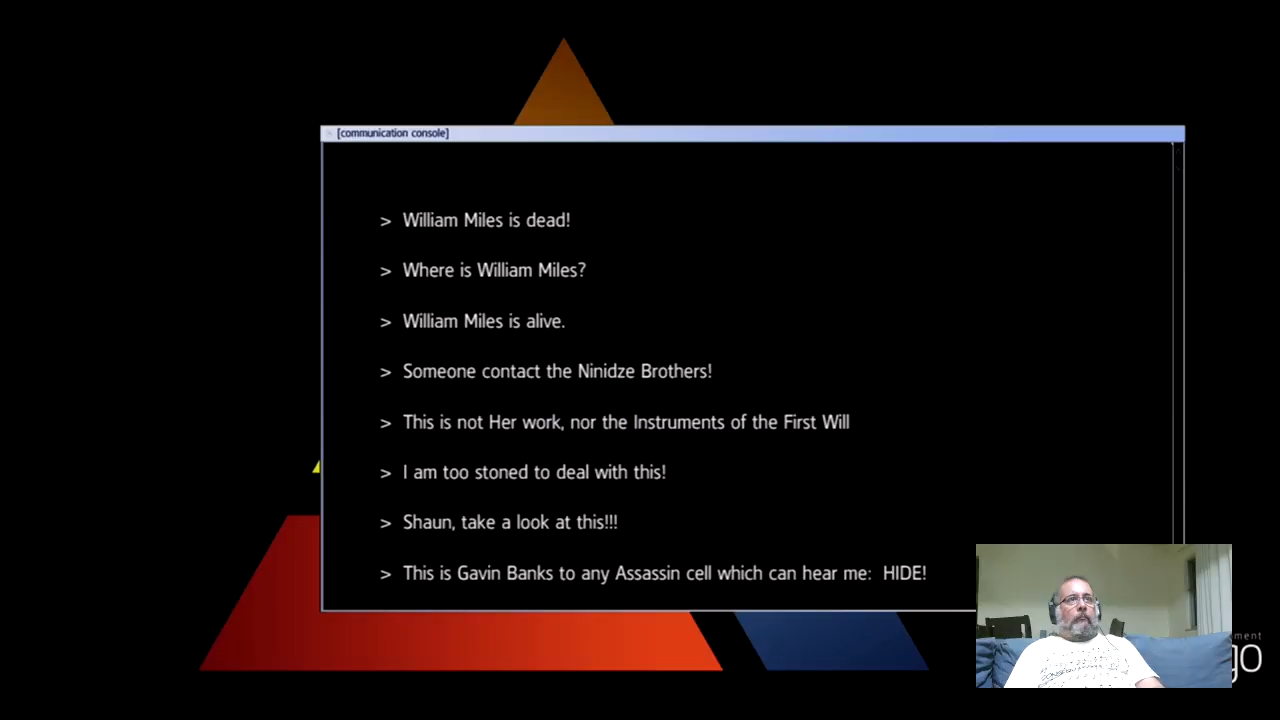 [communication console]
> William Miles is dead!
> Where is William Miles?
> William Miles is alive.
> Someone contact the Ninidze Brothers!
> This is not Her work, nor the Instruments of the First Will
> I am too stoned to deal with this!
> Shaun, take a look at this!!!
> This is Gavin Banks to any Assassin cell which can hear me:  HIDE!